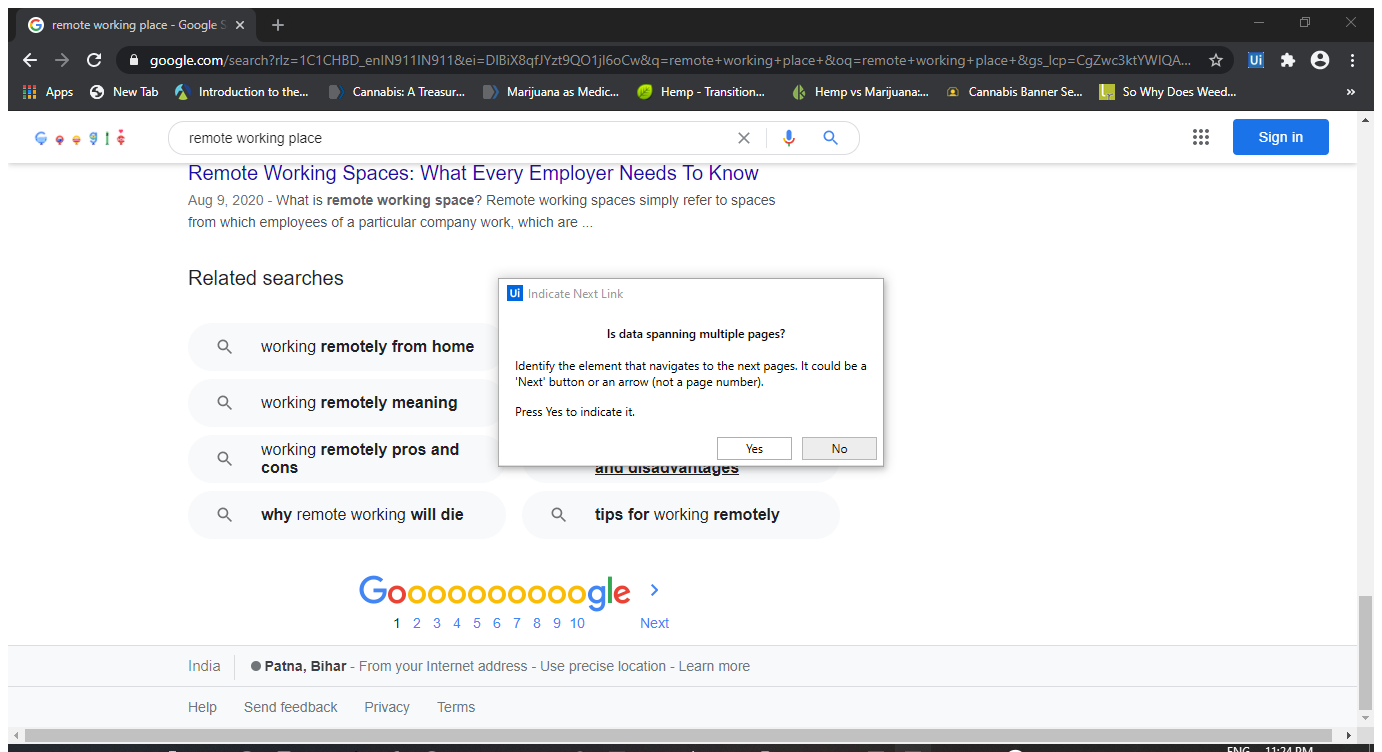 remote working place - Google S
google.com/search?rlz=1C1CHBD_enIN911IN911&ei=DIBiX8qfJYzt9QO1jI6oCw&q=remote+working+place+&oq=remote+working+place+&gs_lcp=CgZwc3ktYWIQA...
Ui
Apps New Tab Introduction to the... Cannabis: A Treasur... Marijuana as Medic... Hemp - Transition... Hemp vs Marijuana:... Cannabis Banner Se... So Why Does Weed... »
Google remote working place Sign in
Remote Working Spaces: What Every Employer Needs To Know
Aug 9, 2020 - What is remote working space? Remote working spaces simply refer to spaces
from which employees of a particular company work, which are ...
Related searches
Ui Indicate Next Link
Is data spanning multiple pages?
Identify the element that navigates to the next pages. It could be a
'Next' button or an arrow (not a page number).
Press Yes to indicate it.
Yes No
working remotely from home
working remotely meaning
working remotely pros and
cons
and disadvantages
why remote working will die
tips for working remotely
Goooooooooogle >
1 2 3 4 5 6 7 8 9 10 Next
India Patna, Bihar - From your Internet address - Use precise location - Learn more
Help Send feedback Privacy Terms
ENG 11:24 PM